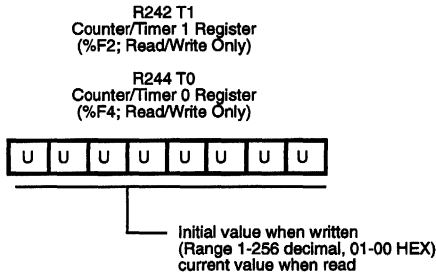 R242 T1
Counter/Timer 1 Register
(%F2; Read/Write Only)
R244 T0
Counter/Timer 0 Register
(%F4; Read/Write Only)
U U U U U U U U
Initial value when written
(Range 1-256 decimal, 01-00 HEX)
current value when read